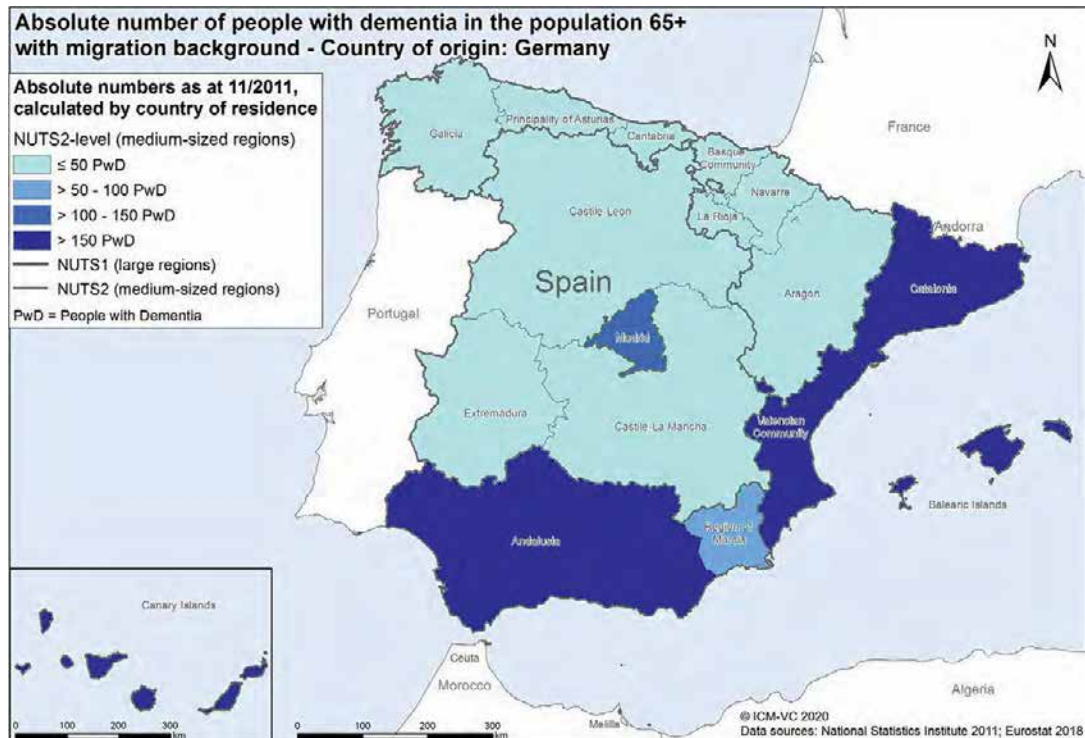 Absolute number of people with dementia in the population 65+
with migration background - Country of origin: Germany
Absolute numbers as at 11/2011,
calculated by country of residence
NUTS2-level (medium-sized regions)
≤ 50 PwD
> 50 - 100 PwD
> 100 - 150 PwD
> 150 PwD
NUTS1 (large regions)
NUTS2 (medium-sized regions)
PwD = People with Dementia
N
France
Galicia
Principality of Asturias
Cantabria
Basque
Community
Navarre
La Rioja
Castile-Leon
Andorra
Catalonia
Aragon
Spain
Portugal
Madrid
Extremadura
Castile-La Mancha
Valencian
Community
Balearic Islands
Region of
Murcia
Andalusia
Canary Islands
Ceuta
Morocco
Melilla
Algeria
0 100 200 300
km
0 100 200 300
km
© ICM-VC 2020
Data sources: National Statistics Institute 2011; Eurostat 2018